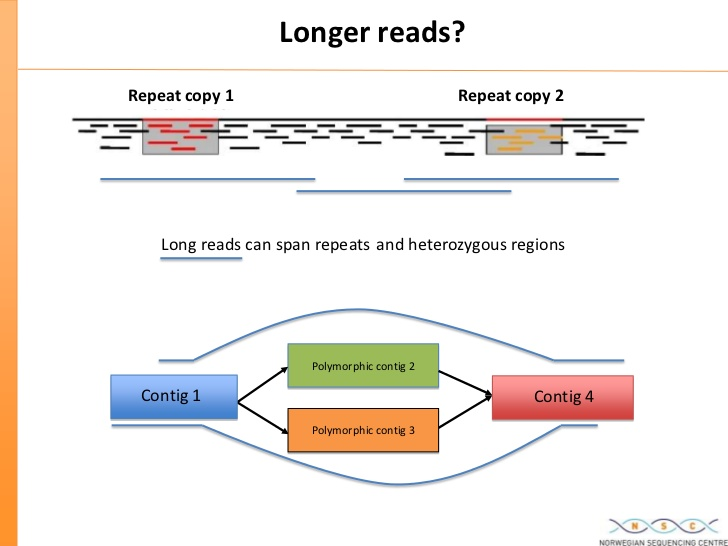 Longer reads?
Repeat copy 1
Repeat copy 2
Long reads can span repeats and heterozygous regions
Polymorphic contig 2
Contig 1
Contig 4
Polymorphic contig 3
N S C
NORWEGIAN SEQUENCING CENTRE